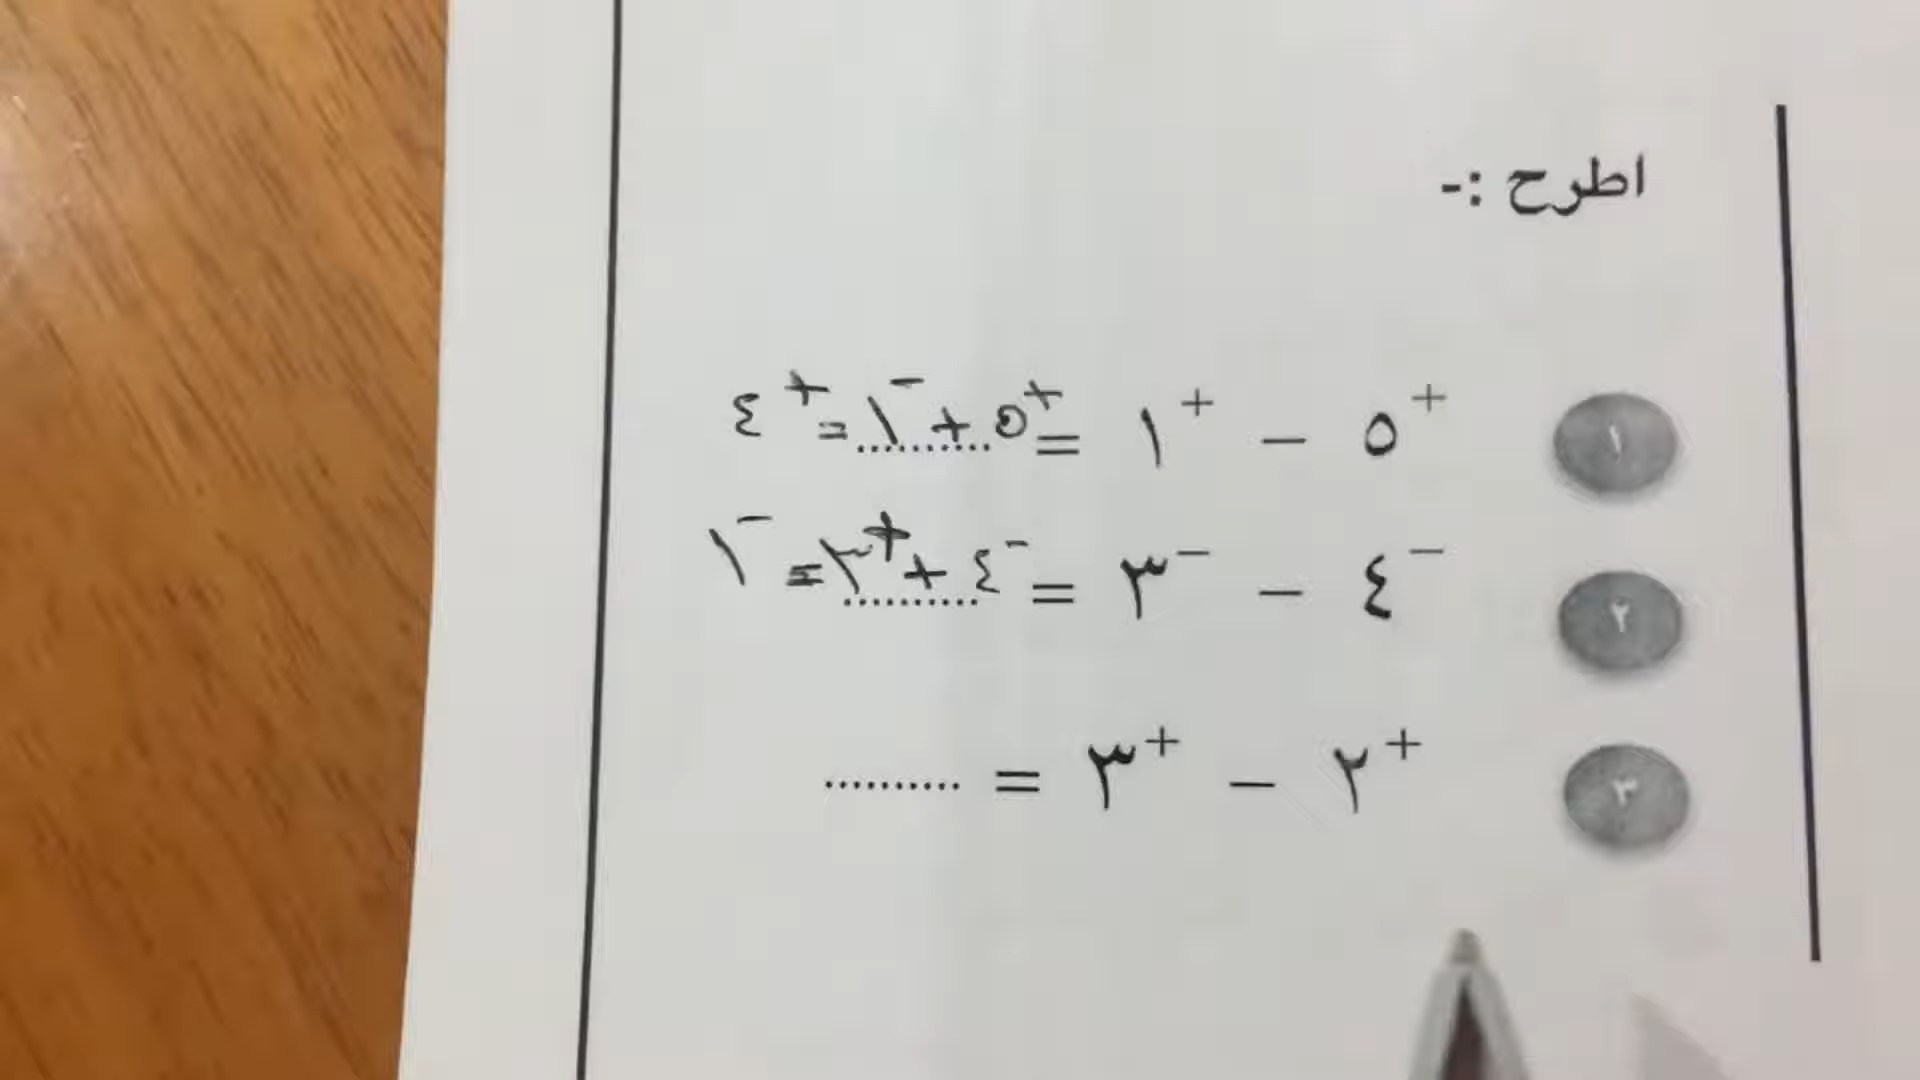 اطرح :-
١ ٥⁺ − ١⁺ = ٥⁺ + ١⁻ = ٤⁺
٢ ٤⁻ − ٣⁻ = ٤⁻ + ٣⁺ = ١⁻
٣ ٢⁺ − ٣⁺ = ..........